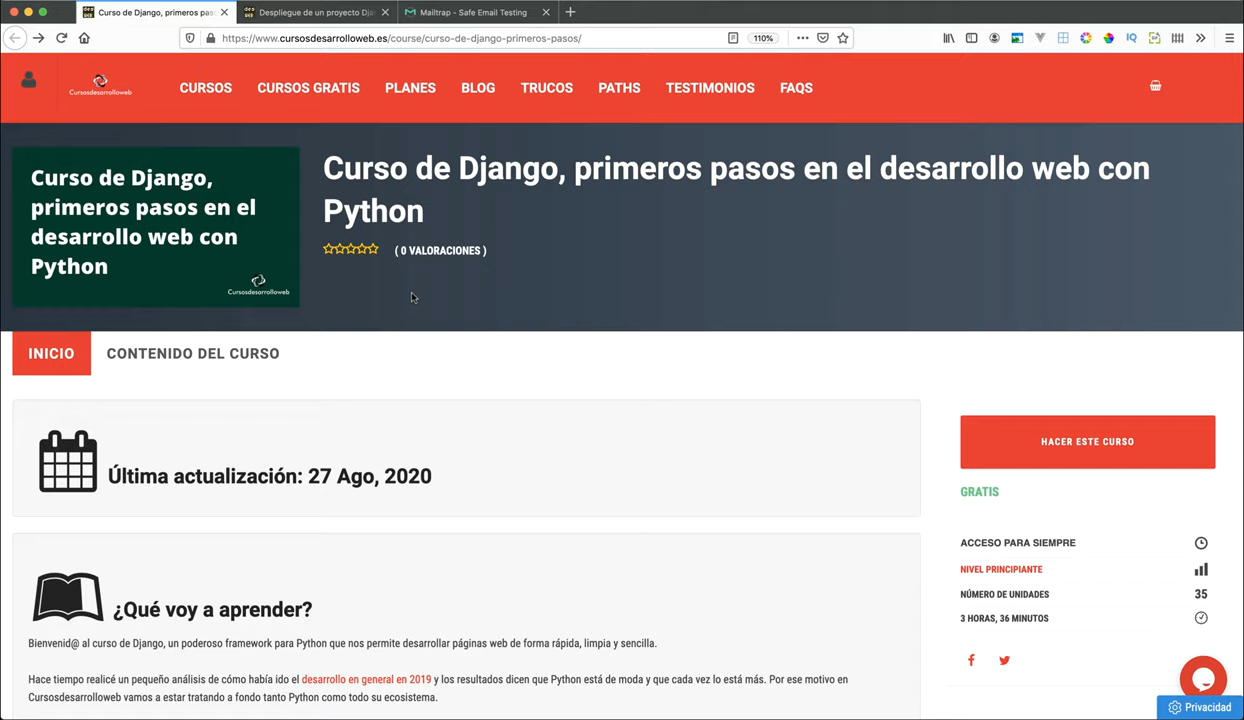 Curso de Django, primeros pas
Despliegue de un proyecto Dj
Mailtrap - Safe Email Testing
https://www.cursosdesarrolloweb.es/course/curso-de-django-primeros-pasos/
110%
IQ
Cursosdesarrolloweb
CURSOS
CURSOS GRATIS
PLANES
BLOG
TRUCOS
PATHS
TESTIMONIOS
FAQS
Curso de Django,
primeros pasos en el
desarrollo web con
Python
Cursosdesarrolloweb
Curso de Django, primeros pasos en el desarrollo web con
Python
( 0 VALORACIONES )
INICIO
CONTENIDO DEL CURSO
Última actualización: 27 Ago, 2020
¿Qué voy a aprender?
Bienvenid@ al curso de Django, un poderoso framework para Python que nos permite desarrollar páginas web de forma rápida, limpia y sencilla.
Hace tiempo realicé un pequeño análisis de cómo había ido el desarrollo en general en 2019 y los resultados dicen que Python está de moda y que cada vez lo está más. Por ese motivo en
Cursosdesarrolloweb vamos a estar tratando a fondo tanto Python como todo su ecosistema.
HACER ESTE CURSO
GRATIS
ACCESO PARA SIEMPRE
NIVEL PRINCIPIANTE
NÚMERO DE UNIDADES 35
3 HORAS, 36 MINUTOS
Privacidad